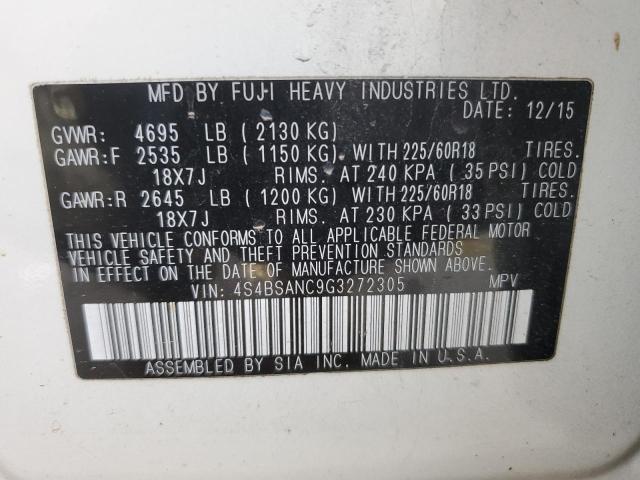 MFD BY FUJI HEAVY INDUSTRIES LTD.
DATE: 12/15
GVWR: 4695 LB ( 2130 KG)
GAWR:F 2535 LB ( 1150 KG) WITH 225/60R18 TIRES.
18X7J RIMS. AT 240 KPA ( 35 PSI) COLD
GAWR:R 2645 LB ( 1200 KG) WITH 225/60R18 TIRES.
18X7J RIMS. AT 230 KPA ( 33 PSI) COLD
THIS VEHICLE CONFORMS TO ALL APPLICABLE FEDERAL MOTOR
VEHICLE SAFETY AND THEFT PREVENTION STANDARDS
IN EFFECT ON THE DATE OF MANUFACTURE SHOWN ABOVE.
VIN: 4S4BSANC9G3272305 MPV
ASSEMBLED BY SIA INC. MADE IN U.S.A.